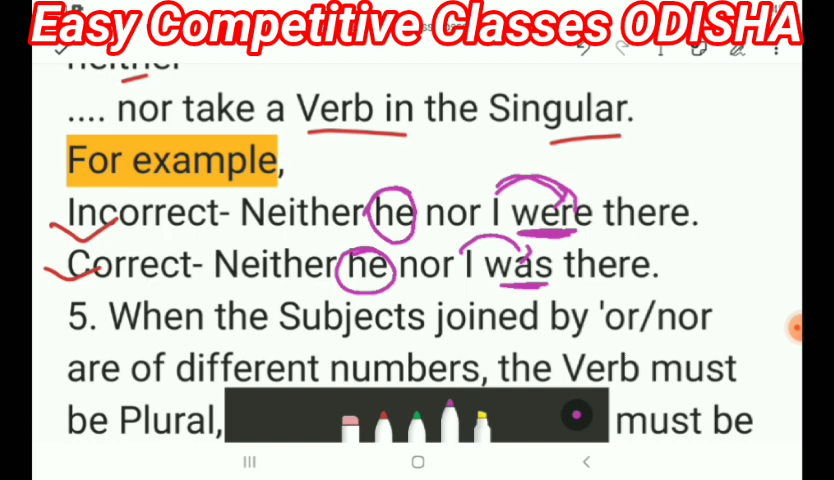 Easy Competitive Classes ODISHA
neither
.... nor take a Verb in the Singular.
For example,
Incorrect- Neither he nor I were there.
Correct- Neither he nor I was there.
5. When the Subjects joined by 'or/nor
are of different numbers, the Verb must
be Plural, must be